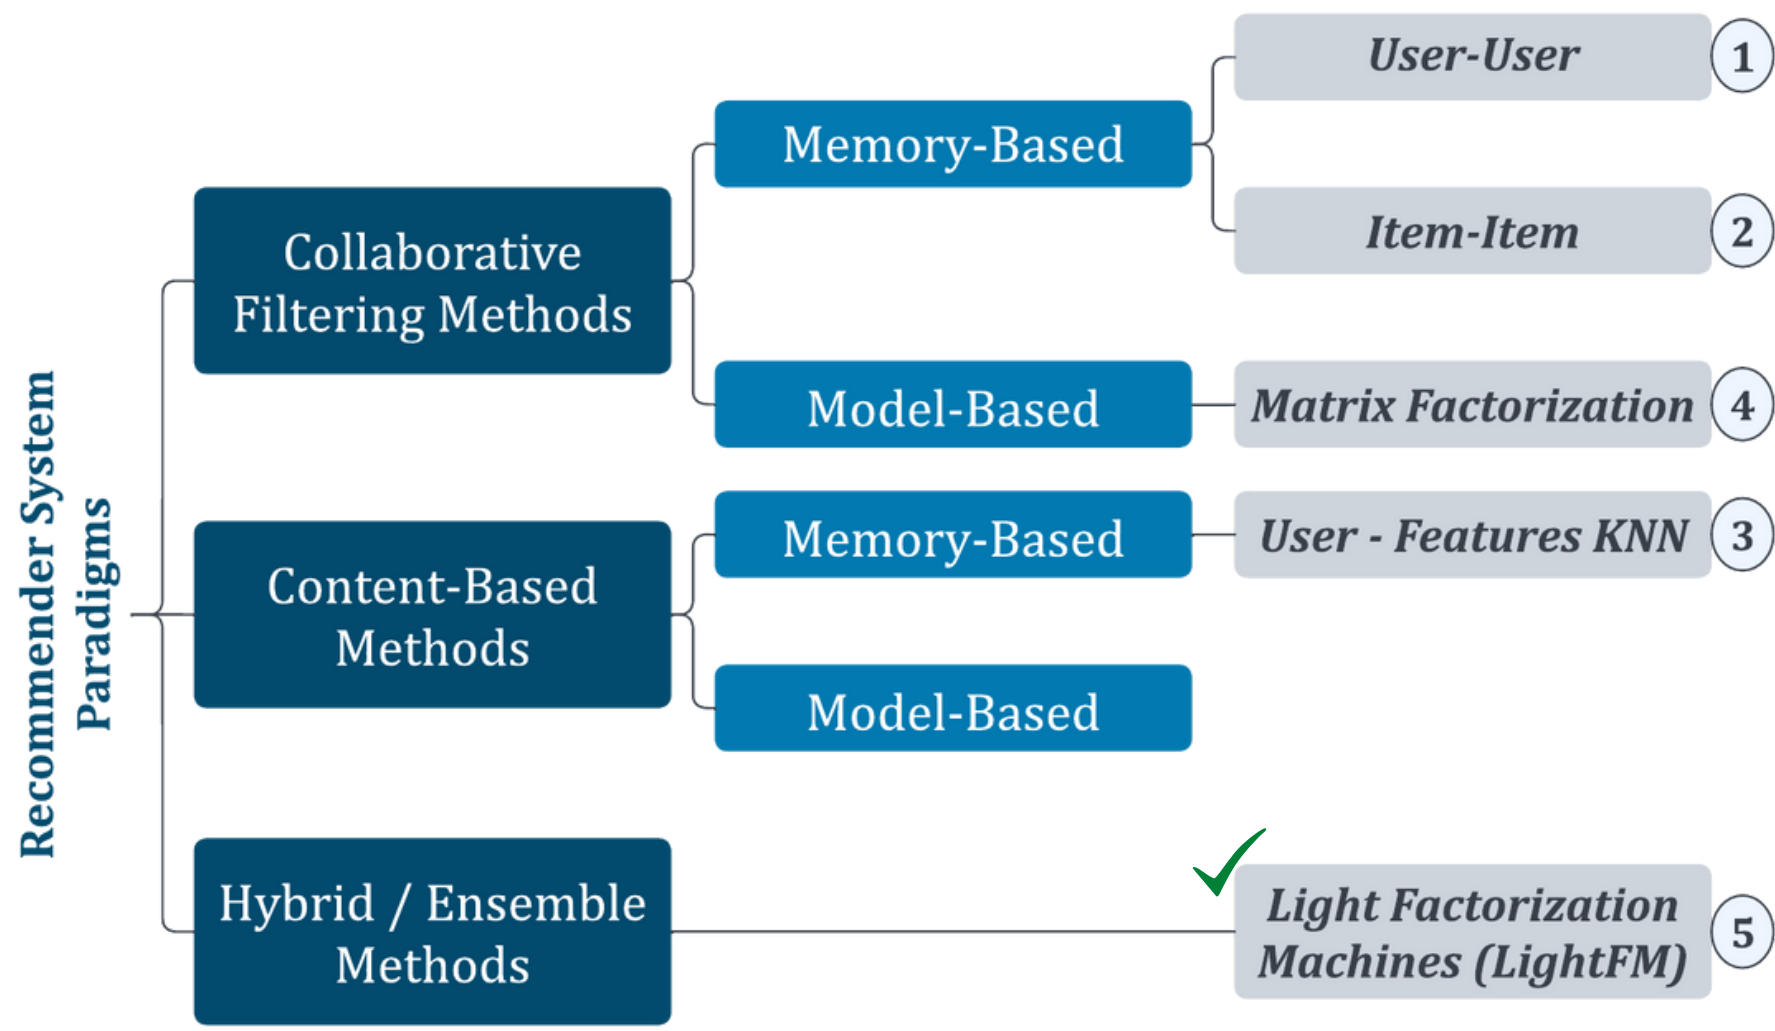 Recommender System
Paradigms
Collaborative
Filtering Methods
Memory-Based
User-User
1
Item-Item
2
Model-Based
Matrix Factorization
4
Content-Based
Methods
Memory-Based
User - Features KNN
3
Model-Based
Hybrid / Ensemble
Methods
Light Factorization
Machines (LightFM)
5